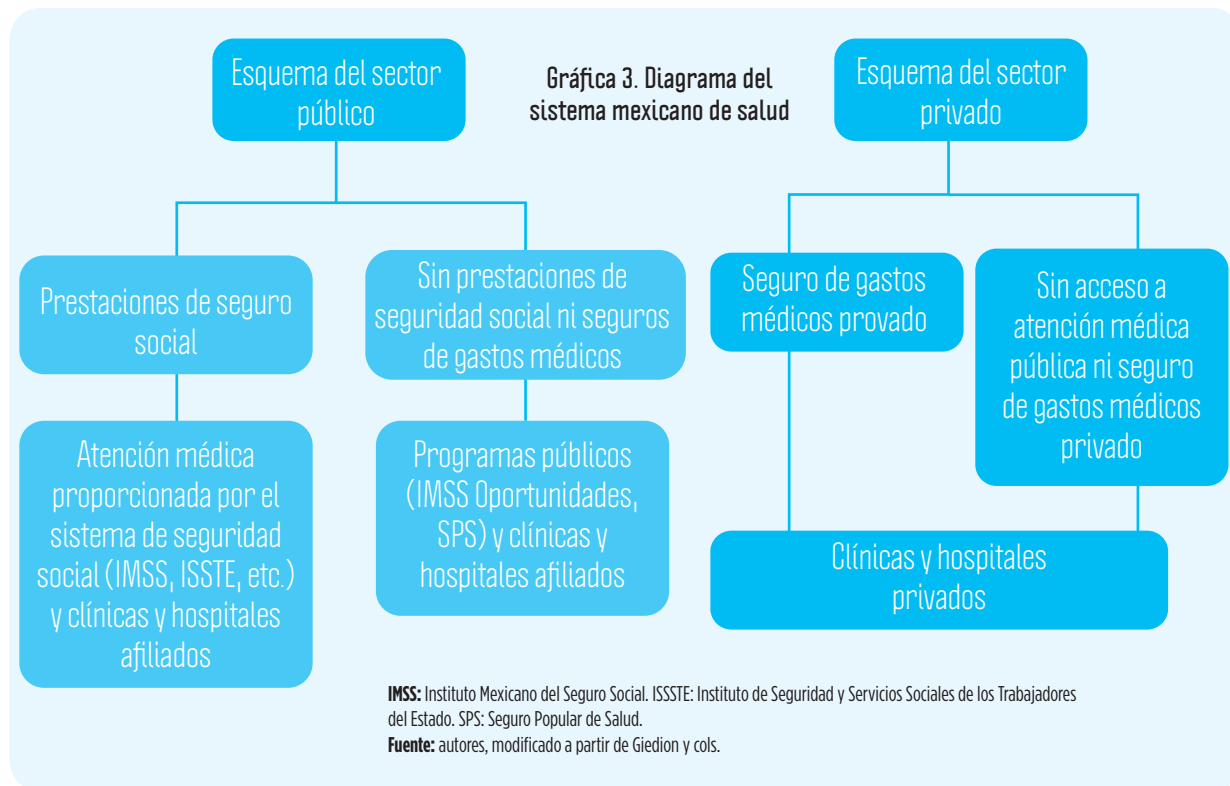 Gráfica 3. Diagrama del
sistema mexicano de salud
Esquema del sector
público
Prestaciones de seguro
social
Atención médica
proporcionada por el
sistema de seguridad
social (IMSS, ISSTE, etc.)
y clínicas y hospitales
afiliados
Sin prestaciones de
seguridad social ni seguros
de gastos médicos
Programas públicos
(IMSS Oportunidades,
SPS) y clínicas y
hospitales afiliados
Esquema del sector
privado
Seguro de gastos
médicos provado
Sin acceso a
atención médica
pública ni seguro
de gastos médicos
privado
Clínicas y hospitales
privados
IMSS: Instituto Mexicano del Seguro Social. ISSSTE: Instituto de Seguridad y Servicios Sociales de los Trabajadores
del Estado. SPS: Seguro Popular de Salud.
Fuente: autores, modificado a partir de Giedion y cols.